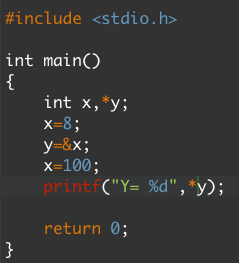 #include <stdio.h>
int main()
{
int x,*y;
x=8;
y=&x;
x=100;
printf("Y= %d",*y);
return 0;
}